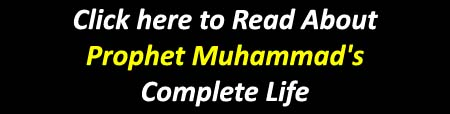 Click here to Read About
Prophet Muhammad's
Complete Life